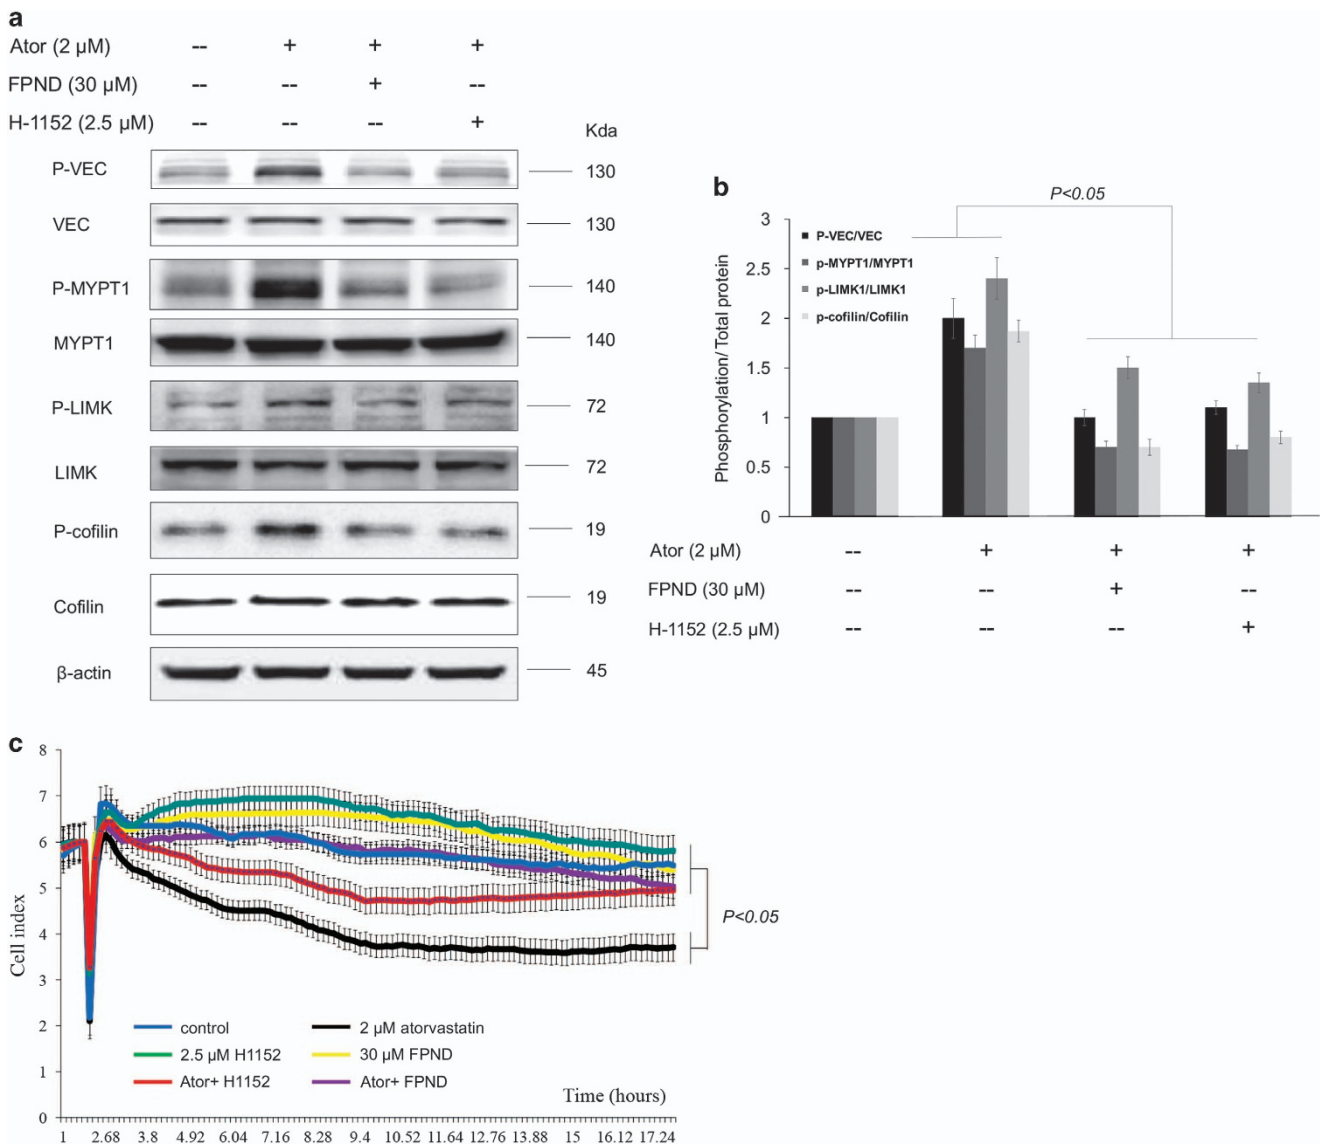 a
Ator (2 µM) -- + + +
FPND (30 µM) -- -- + --
H-1152 (2.5 µM) -- -- -- +
Kda
P-VEC 130
VEC 130
P-MYPT1 140
MYPT1 140
P-LIMK 72
LIMK 72
P-cofilin 19
Cofilin 19
β-actin 45
b
P<0.05
Phosphorylation/Total protein
3
2.5
2
1.5
1
0.5
0
P-VEC/VEC
p-MYPT1/MYPT1
p-LIMK1/LIMK1
p-cofilin/Cofilin
Ator (2 µM) -- + + +
FPND (30 µM) -- -- + --
H-1152 (2.5 µM) -- -- -- +
c
Cell index
8
7
6
5
4
3
2
1
0
P<0.05
control 2 µM atorvastatin
2.5 µM H1152 30 µM FPND
Ator+ H1152 Ator+ FPND
Time (hours)
1 2.68 3.8 4.92 6.04 7.16 8.28 9.4 10.52 11.64 12.76 13.88 15 16.12 17.24